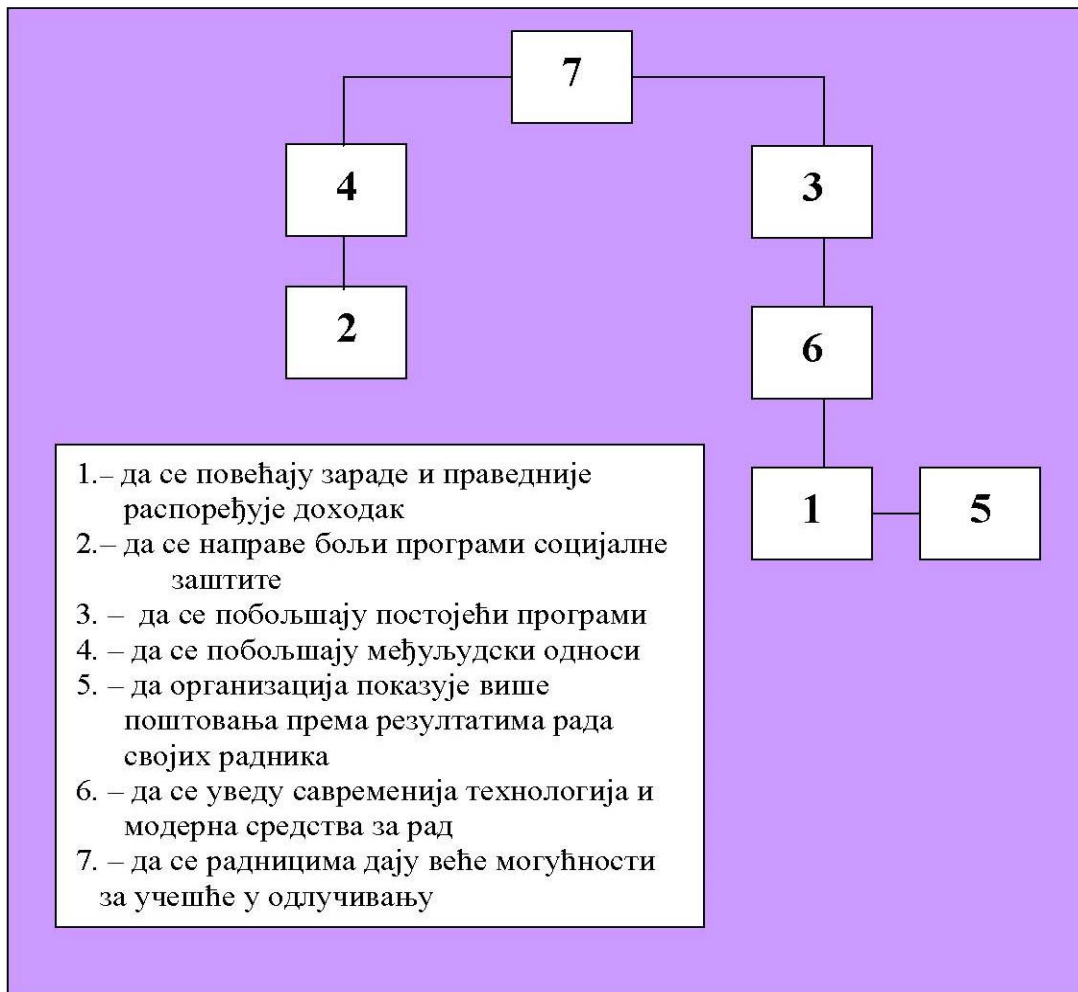 7
4
3
2
6
1
5
1.– да се повећају зараде и праведније
распоређује доходак
2.– да се направе бољи програми социјалне
заштите
3. – да се побољшају постојећи програми
4. – да се побољшају међуљудски односи
5. – да организација показује више
поштовања према резултатима рада
својих радника
6. – да се уведу савременија технологија и
модерна средства за рад
7. – да се радницима дају веће могућности
за учешће у одлучивању